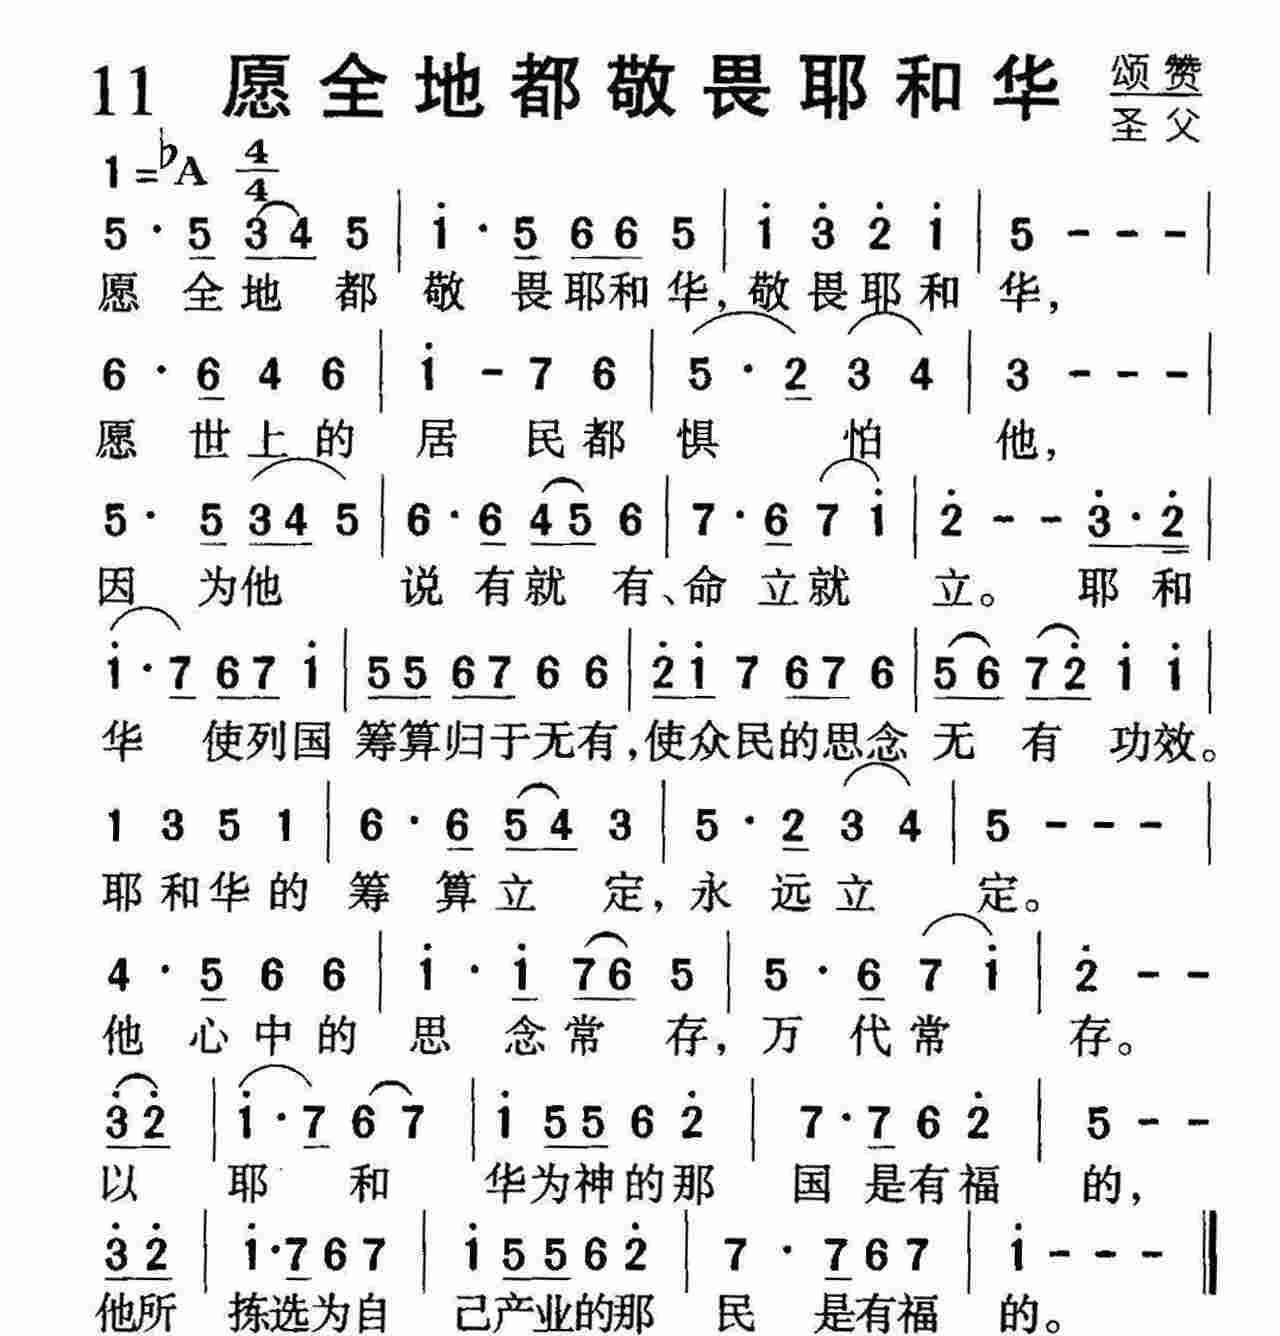 11 愿全地都敬畏耶和华 颂赞
圣父
1=♭A 4/4
5 · 5 3 4 5 | i · 5 6 6 5 | i 3̇ 2̇ i | 5 - - - |
愿 全地 都 敬 畏耶和华,敬畏耶和 华,
6 · 6 4 6 | i - 7 6 | 5 · 2 3 4 | 3 - - - |
愿 世上的 居 民都 惧 怕 他,
5 · 5 3 4 5 | 6 · 6 4 5 6 | 7 · 6 7 i | 2̇ - - 3̇ · 2̇ |
因 为他 说 有就 有、命 立就 立。 耶 和
i · 7 6 7 i | 5 5 6 7 6 6 | 2̇ i 7 6 7 6 | 5 6 7 2̇ i i |
华 使列国 筹算归于无有,使众民的思念 无 有 功效。
1 3 5 1 | 6 · 6 5 4 3 | 5 · 2 3 4 | 5 - - - |
耶和华的 筹 算立 定,永 远立 定。
4 · 5 6 6 | i · i 7 6 5 | 5 · 6 7 i | 2̇ - -
他 心中的 思 念常 存,万 代常 存。
3̇ 2̇ | i · 7 6 7 | i 5 5 6 2̇ | 7 · 7 6 2̇ | 5 - -
以 耶 和 华为神的那 国 是有福 的,
3̇ 2̇ | i · 7 6 7 | i 5 5 6 2̇ | 7 · 7 6 7 | i - - - ‖
他所 拣选为自 己产业的那 民 是有福 的。